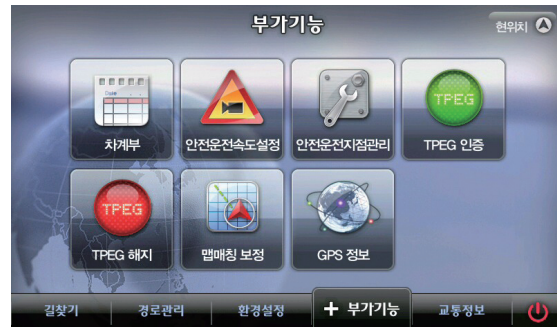 부가기능
현위치
Date
차계부
안전운전속도설정
안전운전지점관리
TPEG
TPEG 인증
TPEG
TPEG 해지
맵매칭 보정
GPS 정보
길찾기
경로관리
환경설정
+ 부가기능
교통정보